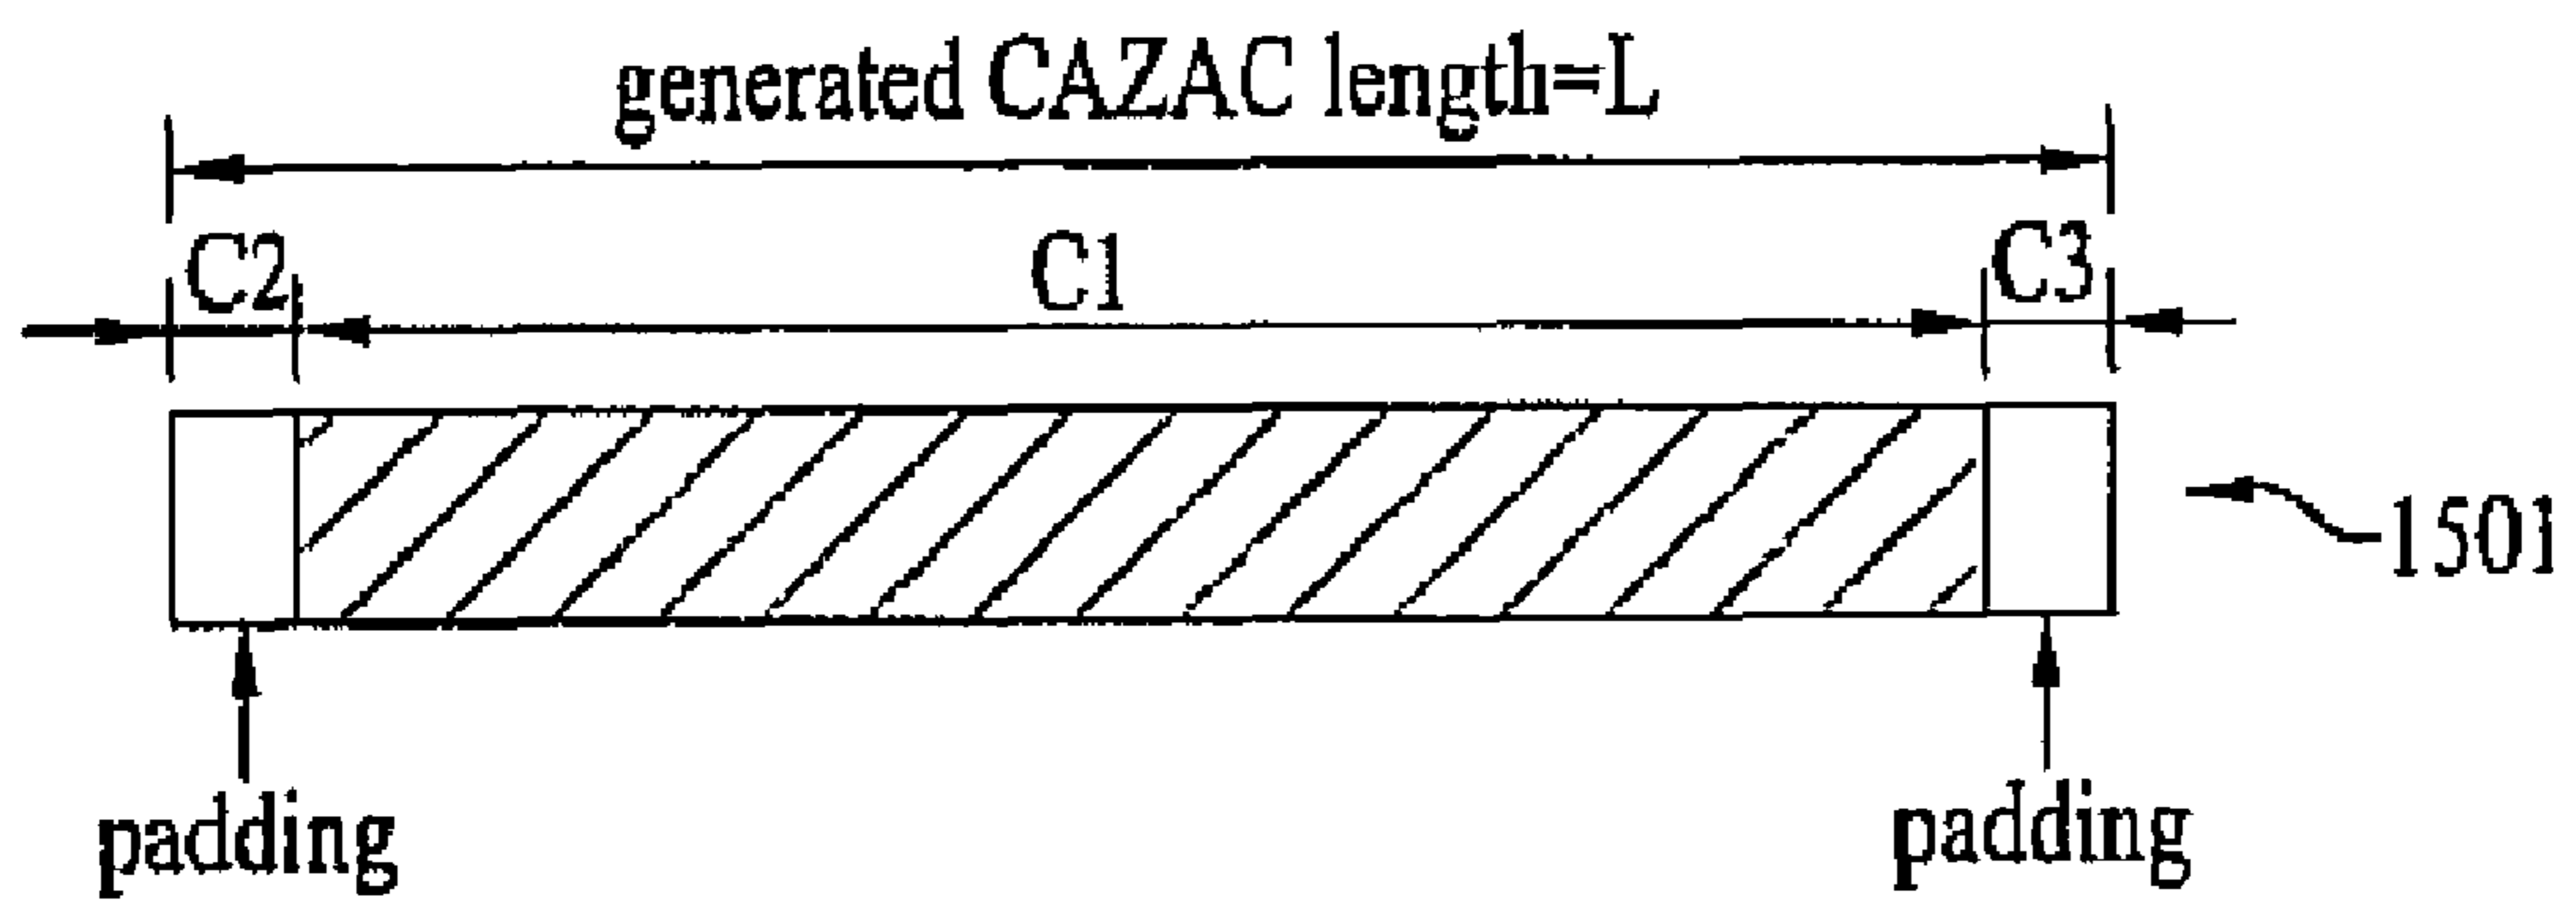 generated CAZAC length=L
C2 C1 C3
1501
padding padding